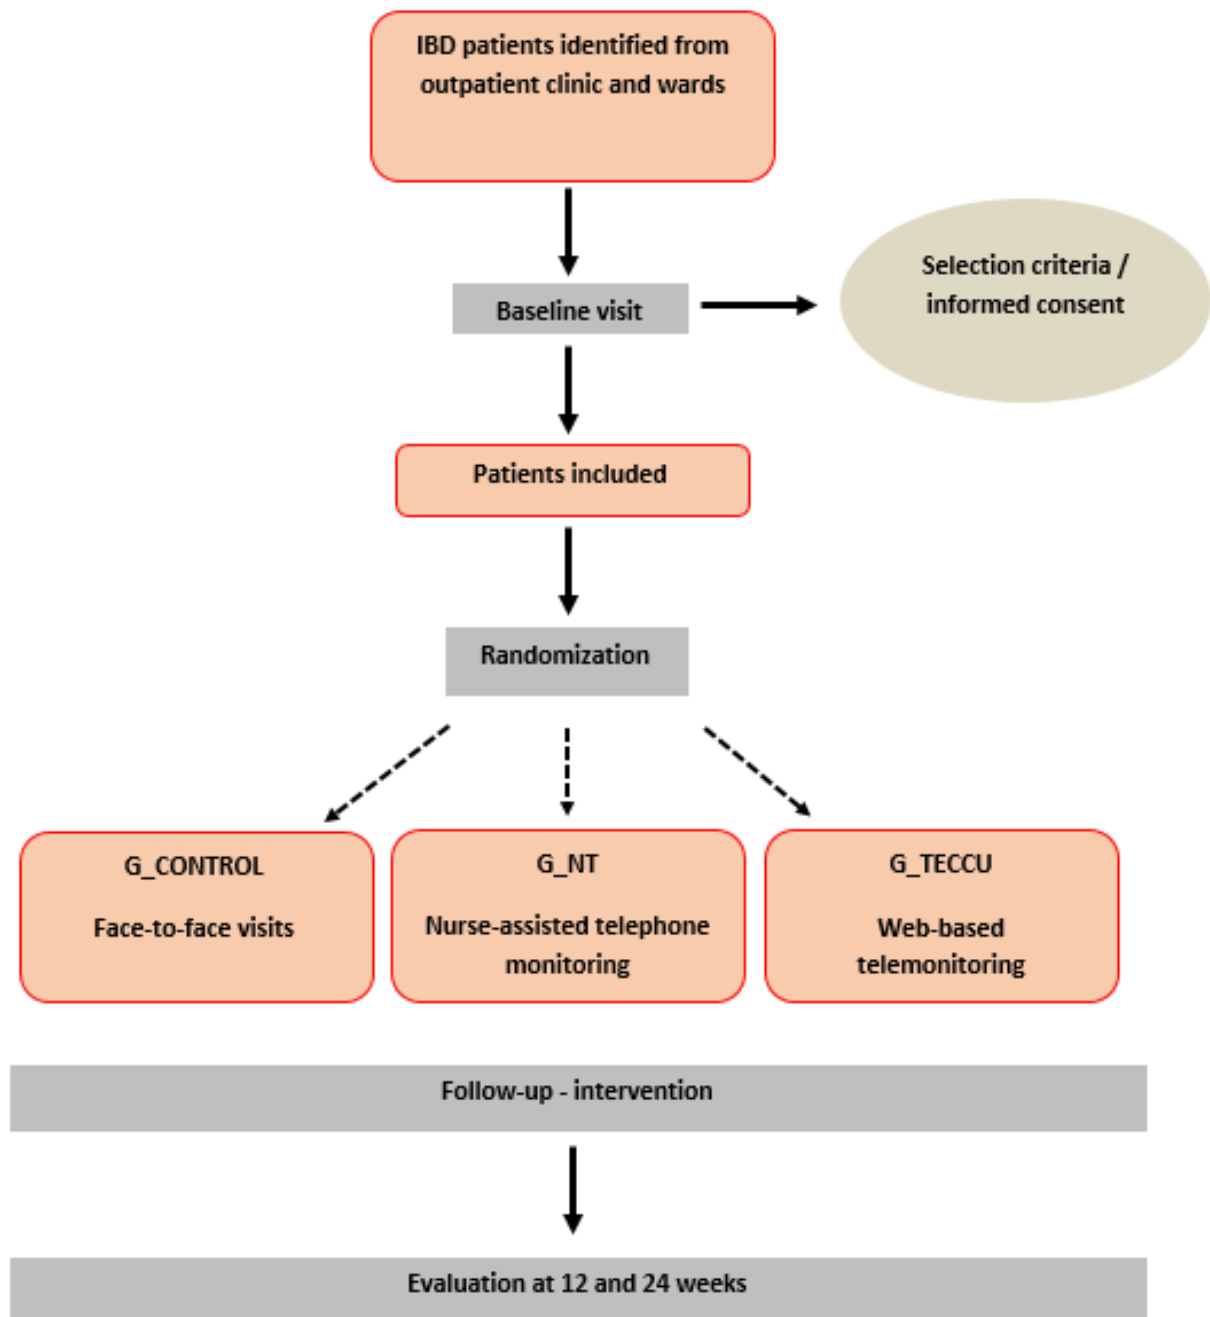 IBD patients identified from
outpatient clinic and wards
Selection criteria /
informed consent
Baseline visit
Patients included
Randomization
G_CONTROL
Face-to-face visits
G_NT
Nurse-assisted telephone
monitoring
G_TECCU
Web-based
telemonitoring
Follow-up - intervention
Evaluation at 12 and 24 weeks